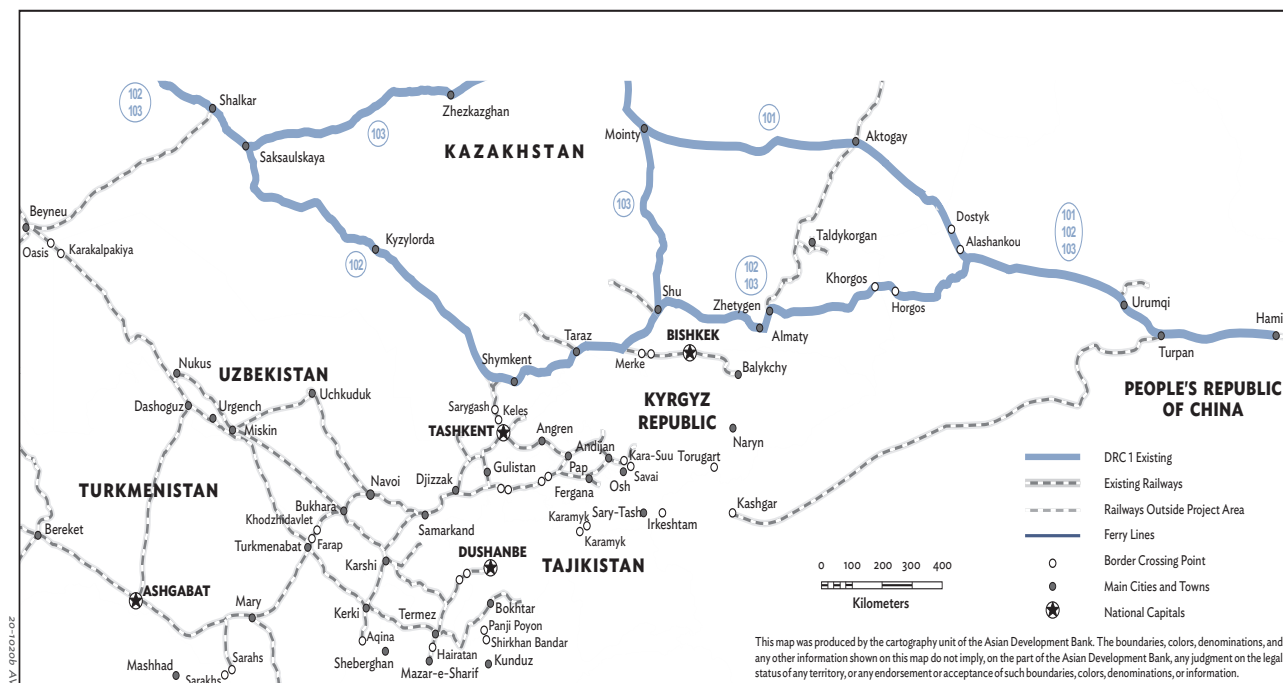 102
103
Shalkar
Zhezkazghan
103
Saksaulskaya
KAZAKHSTAN
Mointy
101
Aktogay
103
Beyneu
Oasis
Karakalpakiya
Kyzylorda
102
Taldykorgan
Dostyk
Alashankou
101
102
103
102
103
Shu
Zhetygen
Khorgos
Horgos
Almaty
Urumqi
Hami
Turpan
Taraz
BISHKEK
Merke
Balykchy
Shymkent
Nukus
UZBEKISTAN
Uchkuduk
Dashoguz
Urgench
Miskin
Sarygash
Keles
TASHKENT
KYRGYZ
REPUBLIC
PEOPLE'S REPUBLIC
OF CHINA
Angren
Andijan
Naryn
Kara-Suu
Torugart
Savai
Gulistan
Pap
Osh
Fergana
Djizzak
Navoi
TURKMENISTAN
Bukhara
Khodzhidavlet
Samarkand
Karamyk
Sary-Tash
Irkeshtam
Karamyk
Kashgar
Bereket
Turkmenabat
Farap
Karshi
DUSHANBE
TAJIKISTAN
ASHGABAT
Mary
Kerki
Termez
Bokhtar
Panji Poyon
Shirkhan Bandar
Aqina
Hairatan
Sheberghan
Mazar-e-Sharif
Kunduz
Mashhad
Sarahs
Sarakhs
DRC 1 Existing
Existing Railways
Railways Outside Project Area
Ferry Lines
Border Crossing Point
Main Cities and Towns
National Capitals
0 40 100 200 400
Kilometers
This map was produced by the cartography unit of the Asian Development Bank. The boundaries, colors, denominations, and
any other information shown on this map do not imply, on the part of the Asian Development Bank, any judgment on the legal
status of any territory, or any endorsement or acceptance of such boundaries, colors, denominations, or information.
20-1020b AV